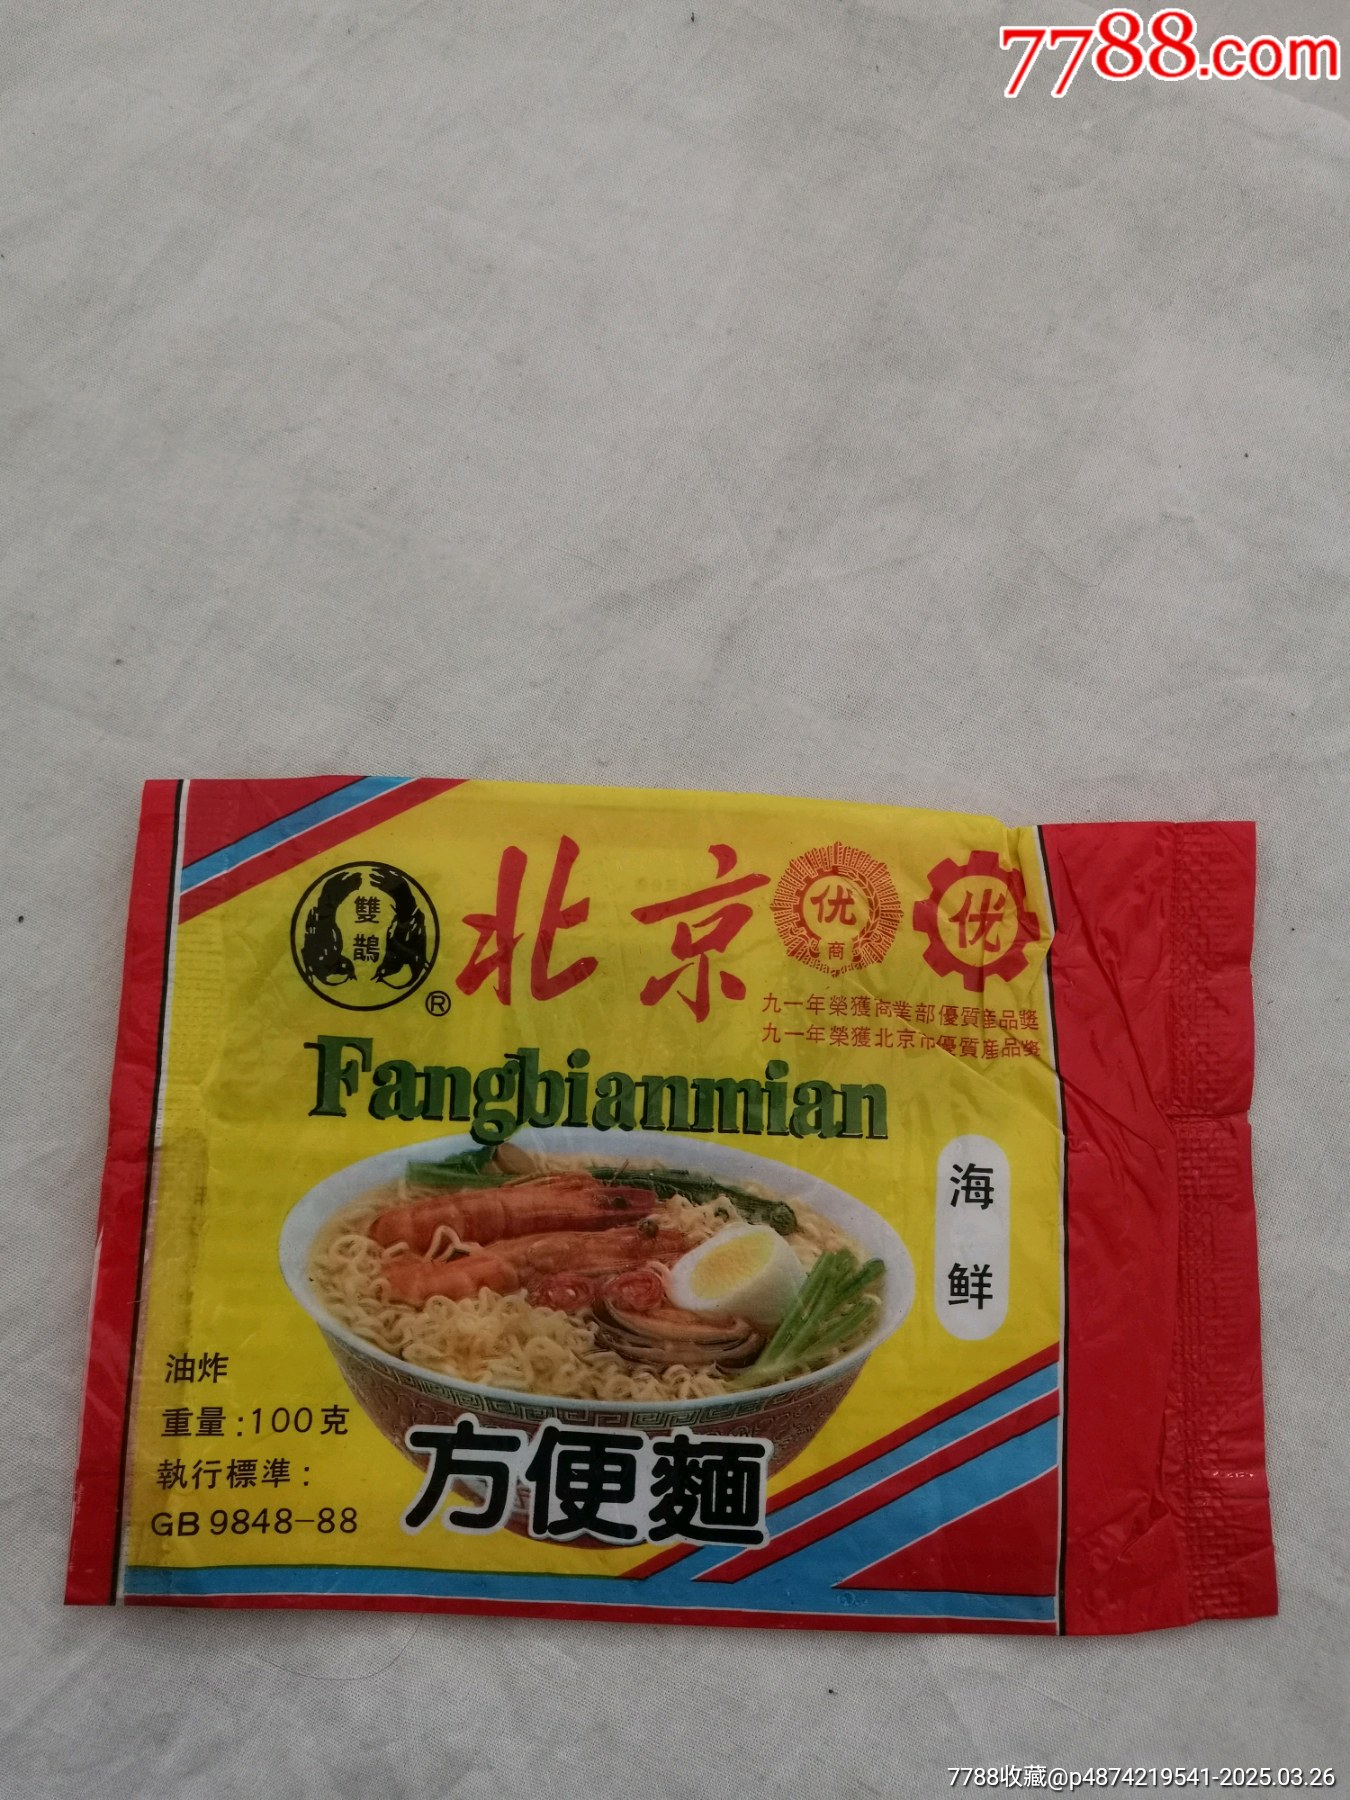 7788.com
雙鵲
®
北京
优
商
优
九一年榮獲商業部優質產品獎
九一年榮獲北京市優質產品獎
Fangbianmian
海鲜
油炸
重量:100克
執行標準:
GB9848-88
方便麵
7788收藏@p4874219541-2025.03.26